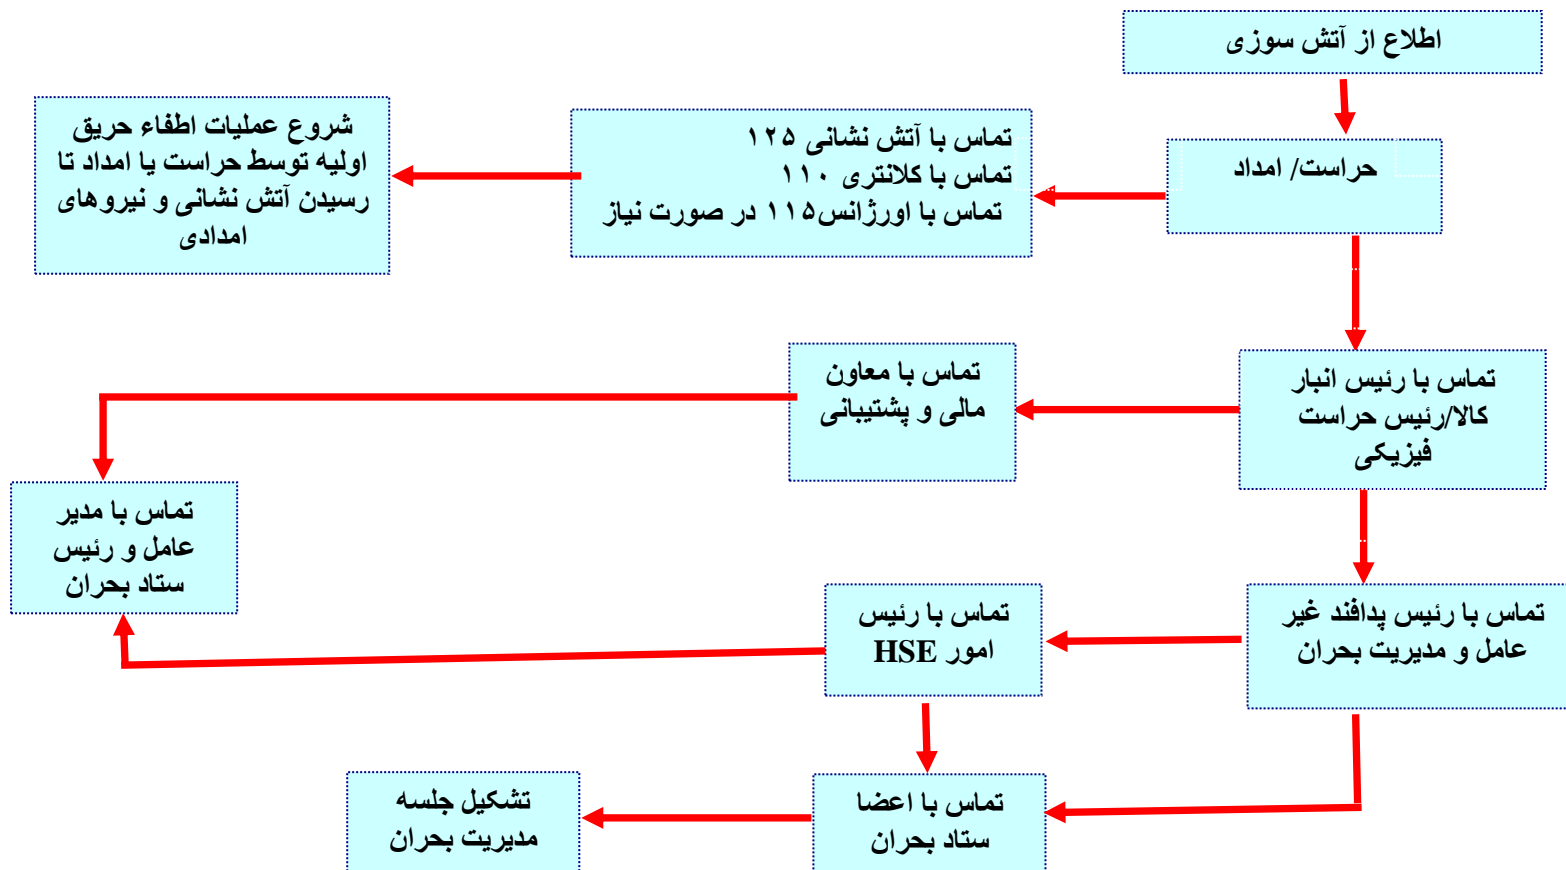 اطلاع از آتش سوزی
حراست/ امداد
تماس با آتش نشانی ۱۲۵
تماس با کلانتری ۱۱۰
تماس با اورژانس۱۱۵ در صورت نیاز
شروع عملیات اطفاء حریق
اولیه توسط حراست یا امداد تا
رسیدن آتش نشانی و نیروهای
امدادی
تماس با رئیس انبار
کالا/رئیس حراست
فیزیکی
تماس با معاون
مالی و پشتیبانی
تماس با مدیر
عامل و رئیس
ستاد بحران
تماس با رئیس پدافند غیر
عامل و مدیریت بحران
تماس با رئیس
امور HSE
تماس با اعضا
ستاد بحران
تشکیل جلسه
مدیریت بحران